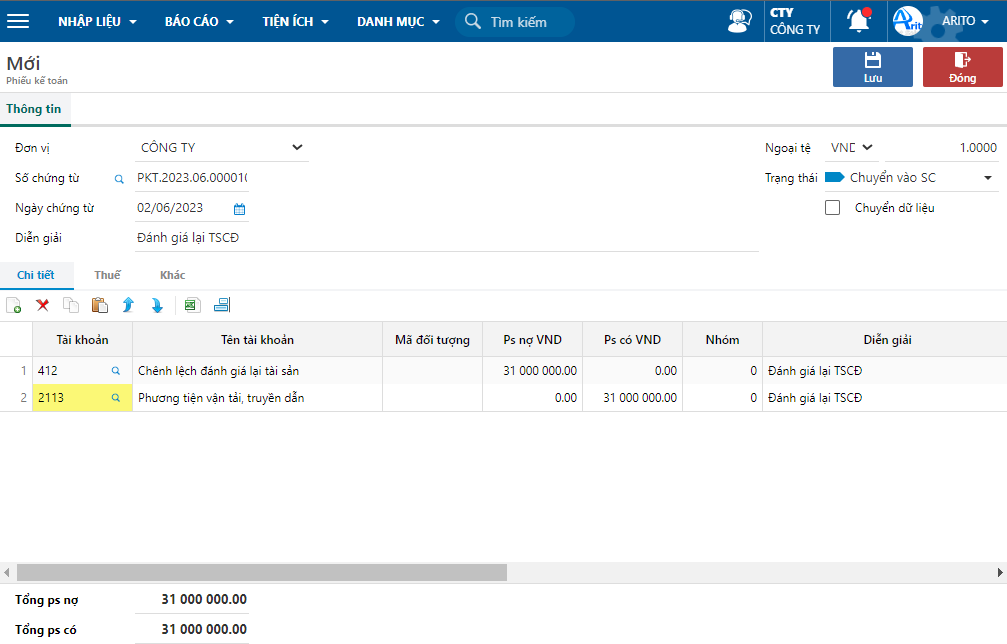 NHẬP LIỆU BÁO CÁO TIỆN ÍCH DANH MỤC Tìm kiếm CTY CÔNG TY Arit ARITO
Mới
Phiếu kế toán
Lưu Đóng
Thông tin
Đơn vị CÔNG TY Ngoại tệ VND 1.0000
Số chứng từ PKT.2023.06.00001 Trạng thái Chuyển vào SC
Ngày chứng từ 02/06/2023 Chuyển dữ liệu
Diễn giải Đánh giá lại TSCĐ
Chi tiết Thuế Khác
Tài khoản Tên tài khoản Mã đối tượng Ps nợ VND Ps có VND Nhóm Diễn giải
1 412 Chênh lệch đánh giá lại tài sản 31 000 000.00 0.00 0 Đánh giá lại TSCĐ
2 2113 Phương tiện vận tải, truyền dẫn 0.00 31 000 000.00 0 Đánh giá lại TSCĐ
Tổng ps nợ 31 000 000.00
Tổng ps có 31 000 000.00